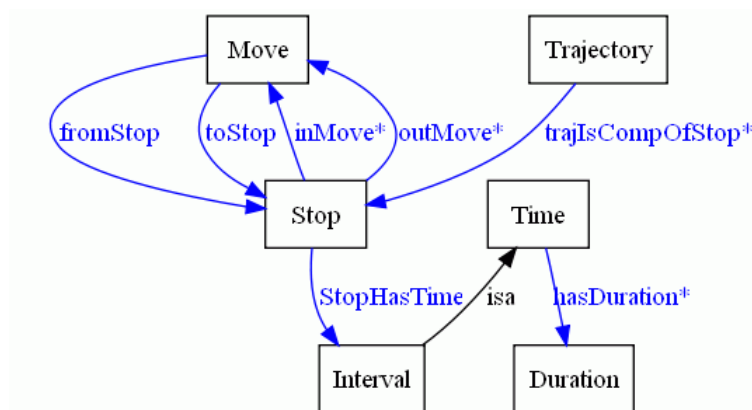 Move Trajectory
fromStop toStop inMove* outMove* trajIsCompOfStop*
Stop Time
StopHasTime isa hasDuration*
Interval Duration